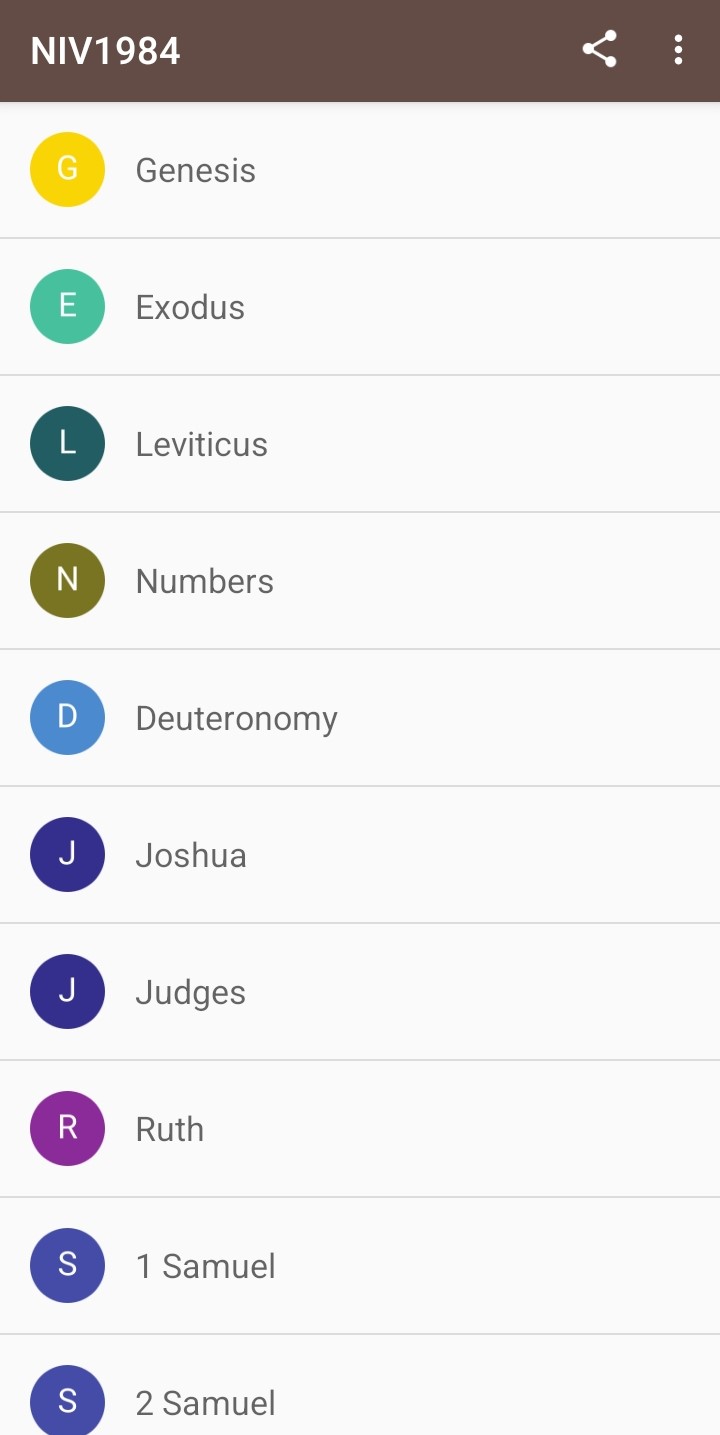 NIV1984
G Genesis
E Exodus
L Leviticus
N Numbers
D Deuteronomy
J Joshua
J Judges
R Ruth
S 1 Samuel
S 2 Samuel